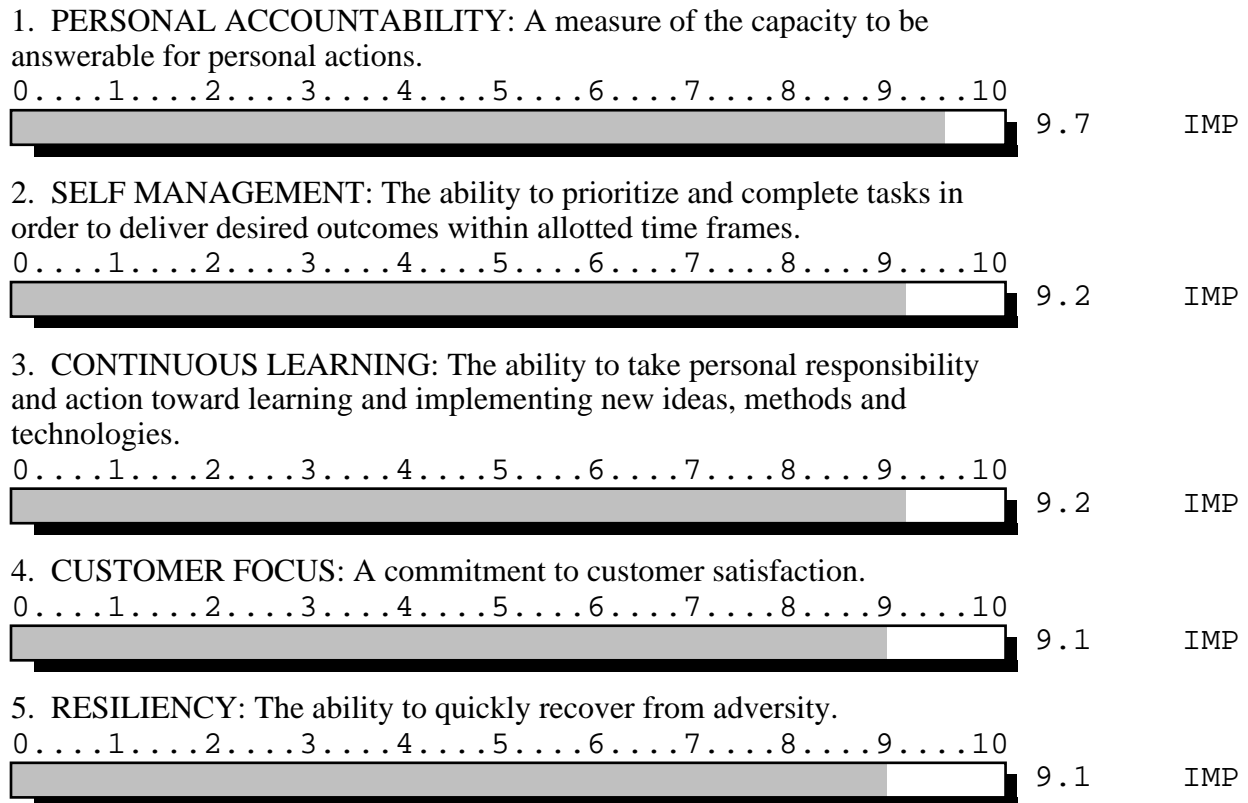 1.  PERSONAL ACCOUNTABILITY: A measure of the capacity to be
answerable for personal actions.
0....1....2....3....4....5....6....7....8....9....10
9.7 IMP
2.  SELF MANAGEMENT: The ability to prioritize and complete tasks in
order to deliver desired outcomes within allotted time frames.
0....1....2....3....4....5....6....7....8....9....10
9.2 IMP
3.  CONTINUOUS LEARNING: The ability to take personal responsibility
and action toward learning and implementing new ideas, methods and
technologies.
0....1....2....3....4....5....6....7....8....9....10
9.2 IMP
4.  CUSTOMER FOCUS: A commitment to customer satisfaction.
0....1....2....3....4....5....6....7....8....9....10
9.1 IMP
5.  RESILIENCY: The ability to quickly recover from adversity.
0....1....2....3....4....5....6....7....8....9....10
9.1 IMP